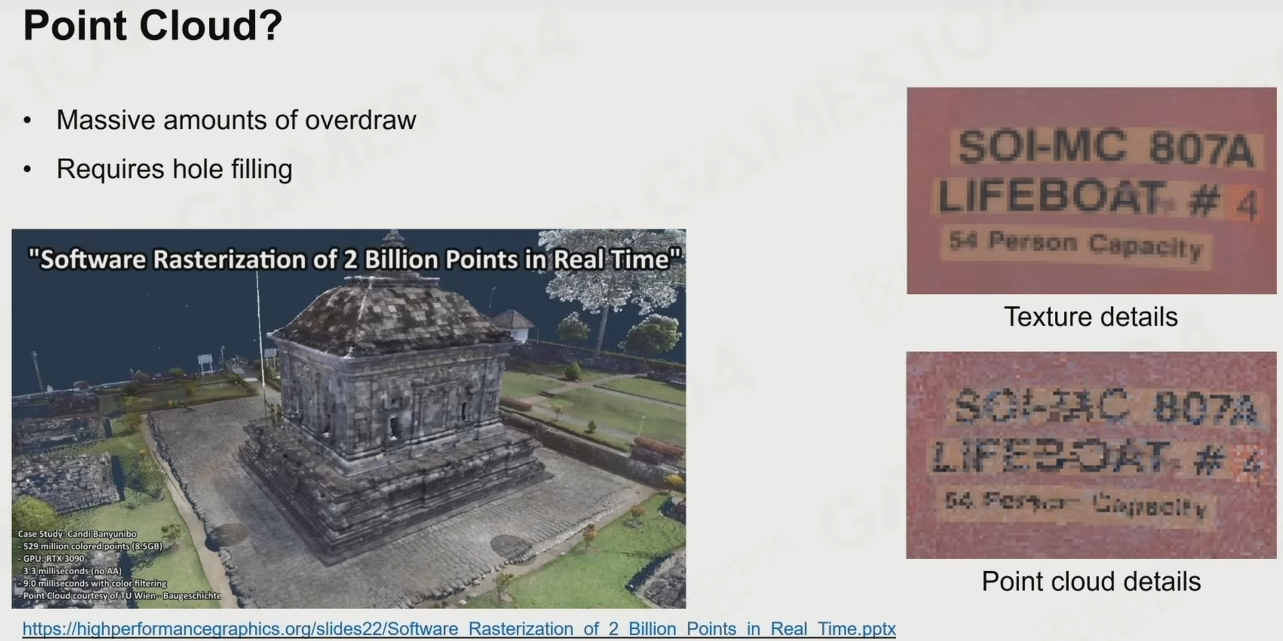 Point Cloud?
• Massive amounts of overdraw
• Requires hole filling
"Software Rasterization of 2 Billion Points in Real Time"
Case Study: Candi Banyunibo
- 529 million colored points (8.5GB)
- GPU: RTX 3090
- 3.3 milliseconds (no AA)
- 9.0 milliseconds with color filtering
- Point Cloud courtesy of TU Wien - Baugeschichte
https://highperformancegraphics.org/slides22/Software_Rasterization_of_2_Billion_Points_in_Real_Time.pptx
SOI-MC 807A
LIFEBOAT # 4
54 Person Capacity
Texture details
SOI-MC 807A
LIFEBOAT # 4
54 Person Capacity
Point cloud details